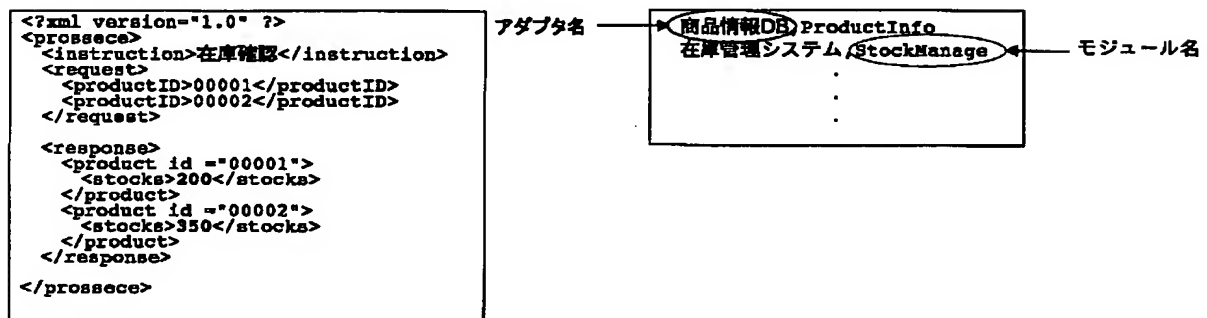 <?xml version="1.0" ?>
<prossece>
<instruction>在庫確認</instruction>
<request>
<productID>00001</productID>
<productID>00002</productID>
</request>
<response>
<product id ="00001">
<stocks>200</stocks>
</product>
<product id ="00002">
<stocks>350</stocks>
</product>
</response>
</prossece>
アダプタ名
商品情報DB,ProductInfo
在庫管理システム,StockManage
モジュール名